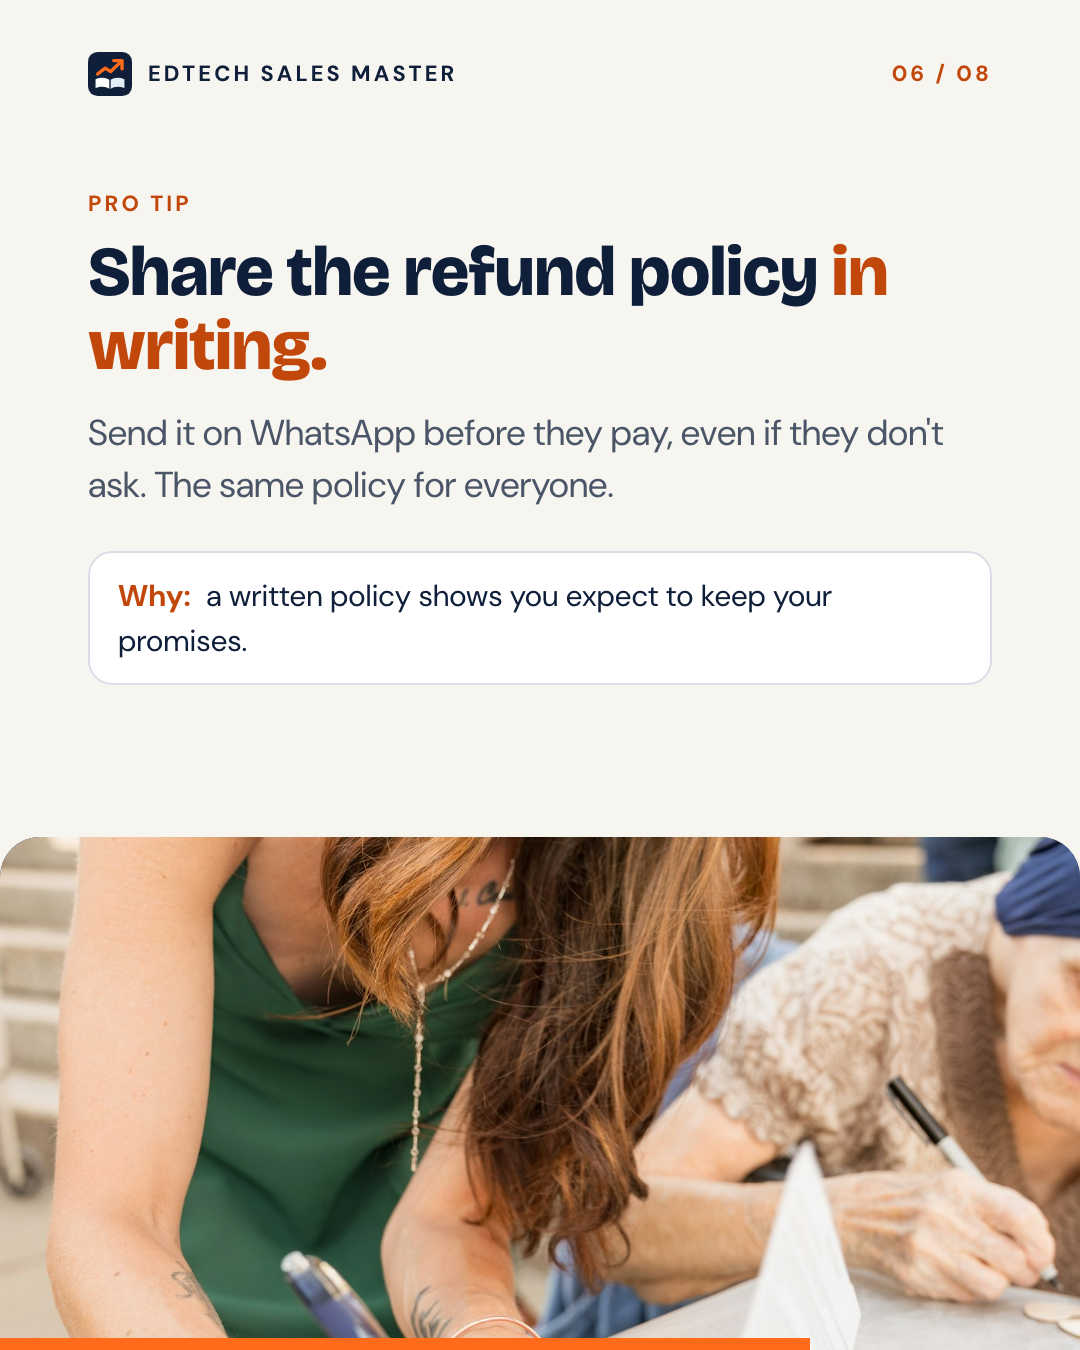 EDTECH SALES MASTER
06 / 08
PRO TIP
Share the refund policy in
writing.
Send it on WhatsApp before they pay, even if they don't
ask. The same policy for everyone.
Why: a written policy shows you expect to keep your
promises.